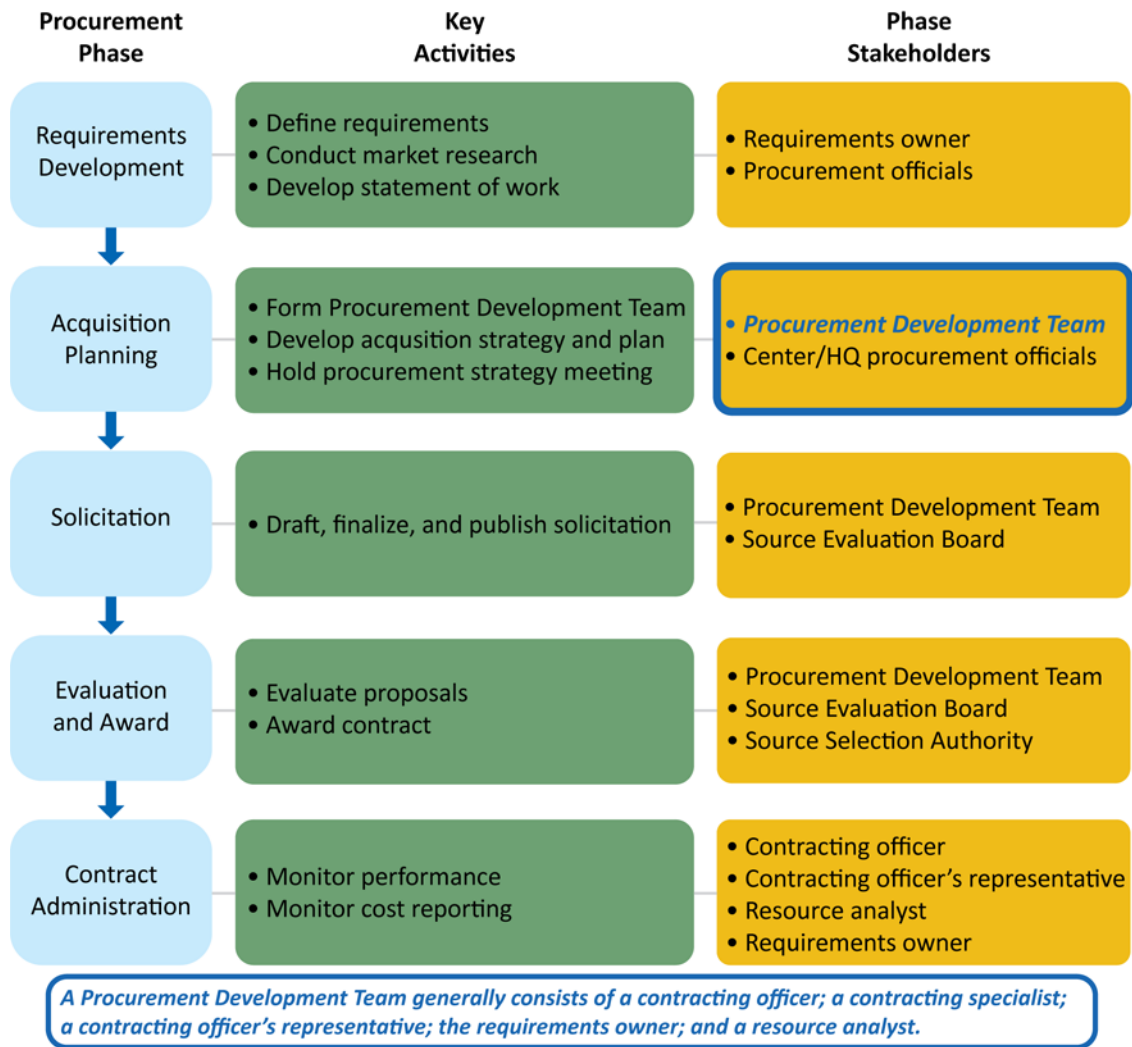 Procurement
Phase
Key
Activities
Phase
Stakeholders
Requirements
Development
• Define requirements
• Conduct market research
• Develop statement of work
• Requirements owner
• Procurement officials
Acquisition
Planning
• Form Procurement Development Team
• Develop acqusition strategy and plan
• Hold procurement strategy meeting
• Procurement Development Team
• Center/HQ procurement officials
Solicitation
• Draft, finalize, and publish solicitation
• Procurement Development Team
• Source Evaluation Board
Evaluation
and Award
• Evaluate proposals
• Award contract
• Procurement Development Team
• Source Evaluation Board
• Source Selection Authority
Contract
Administration
• Monitor performance
• Monitor cost reporting
• Contracting officer
• Contracting officer’s representative
• Resource analyst
• Requirements owner
A Procurement Development Team generally consists of a contracting officer; a contracting specialist;
a contracting officer’s representative; the requirements owner; and a resource analyst.